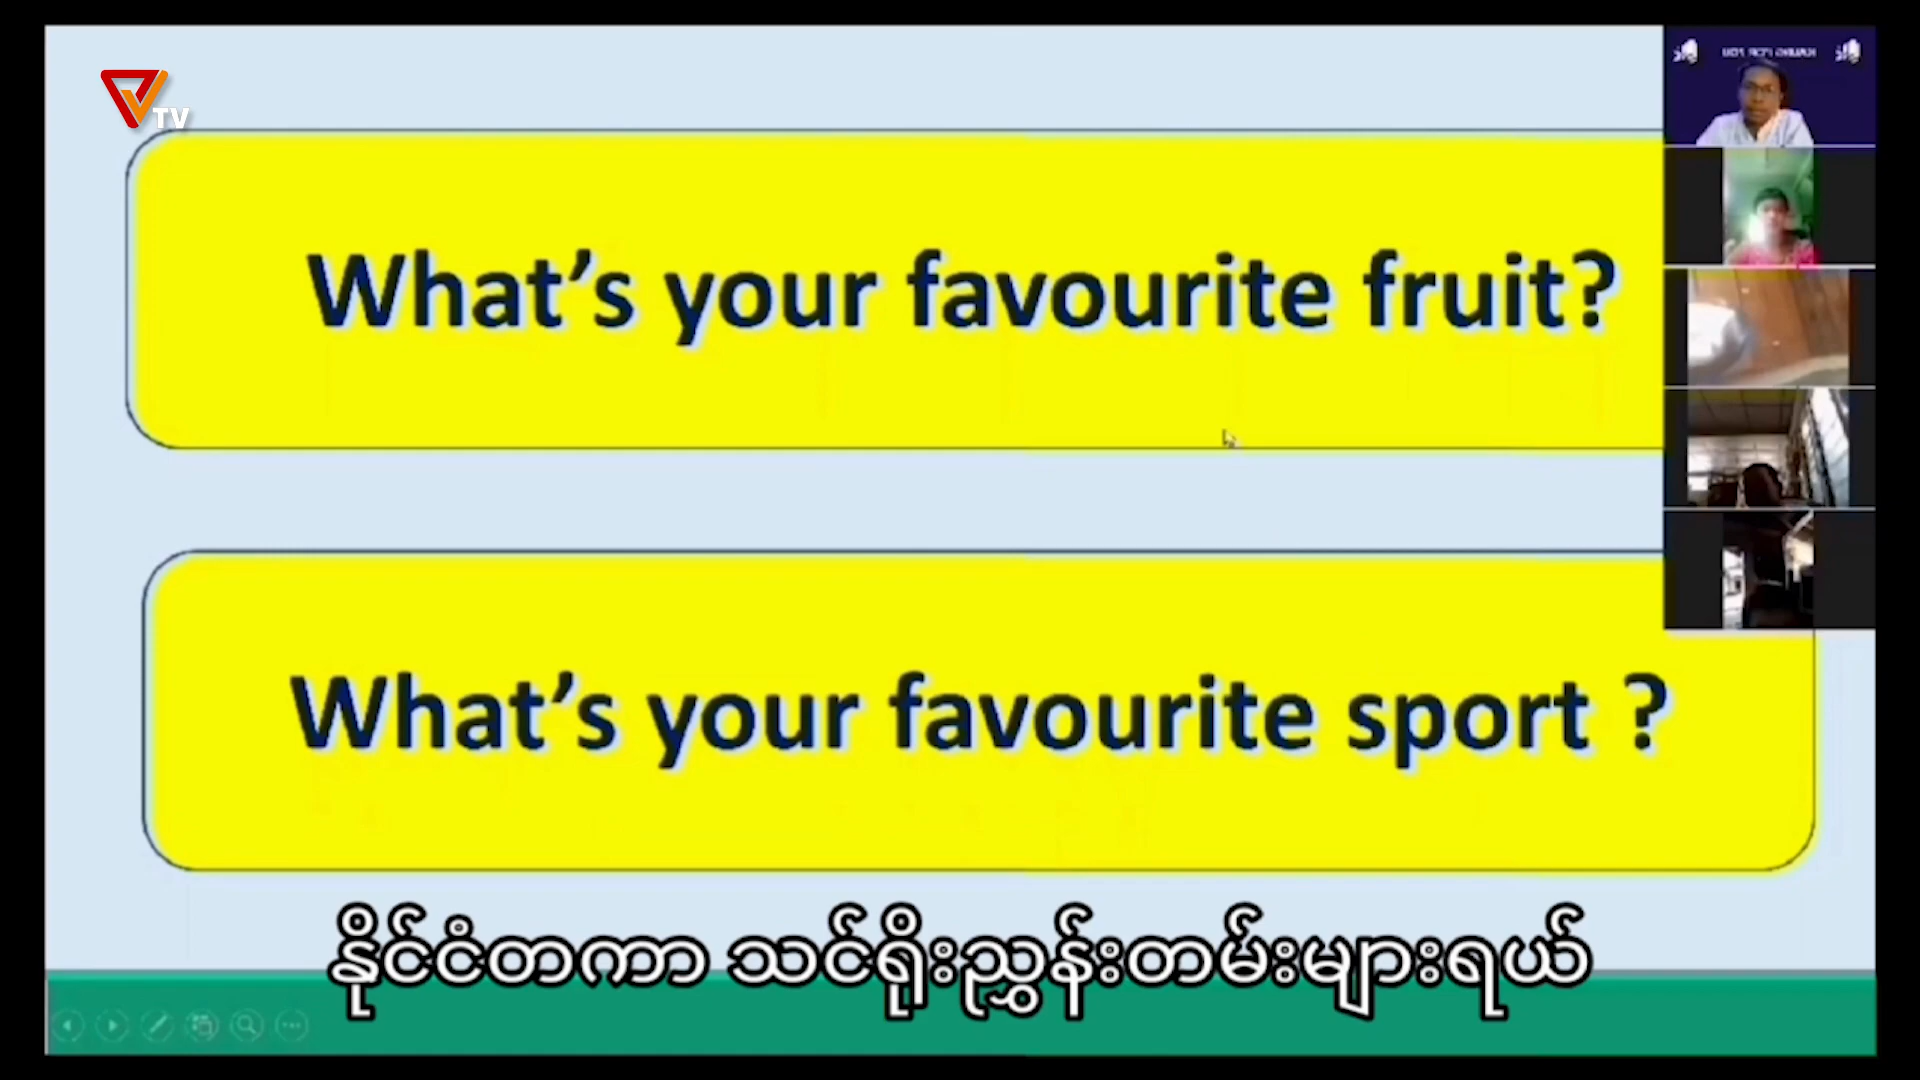 TV
What's your favourite fruit?
What's your favourite sport ?
နိုင်ငံတကာ သင်ရိုးညွှန်းတမ်းများရယ်